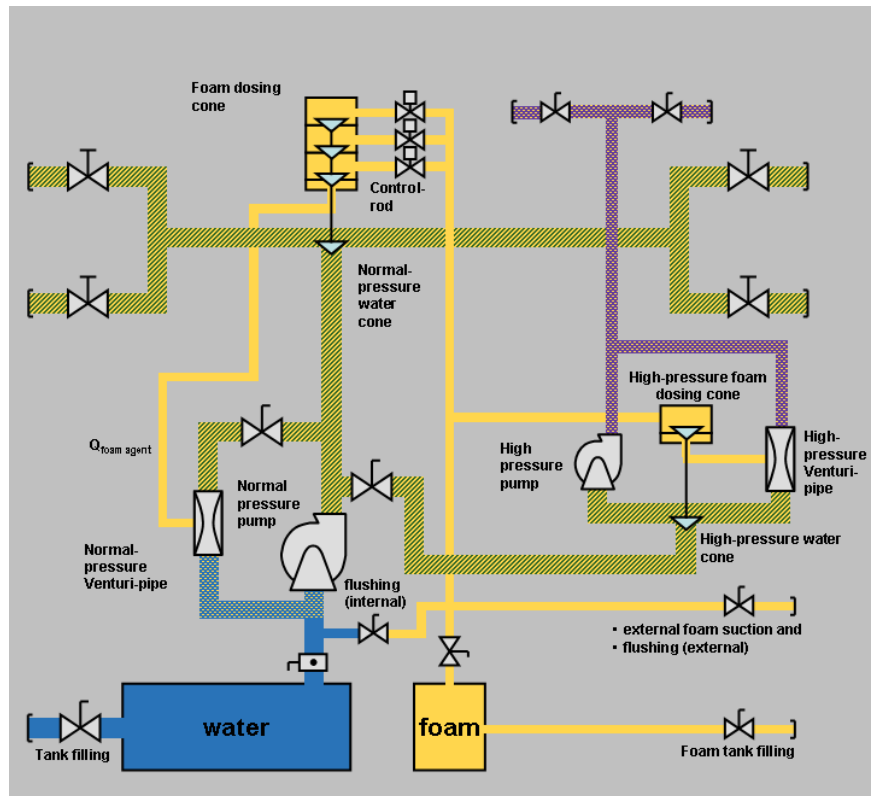 Foam dosing
cone
Control-
rod
Normal-
pressure
water
cone
High-pressure foam
dosing cone
Q foam agent
High
pressure
pump
High-
pressure
Venturi-
pipe
Normal
pressure
pump
High-pressure water
cone
Normal-
pressure
Venturi-pipe
flushing
(internal)
• external foam suction and
• flushing (external)
water
foam
Tank filling
Foam tank filling